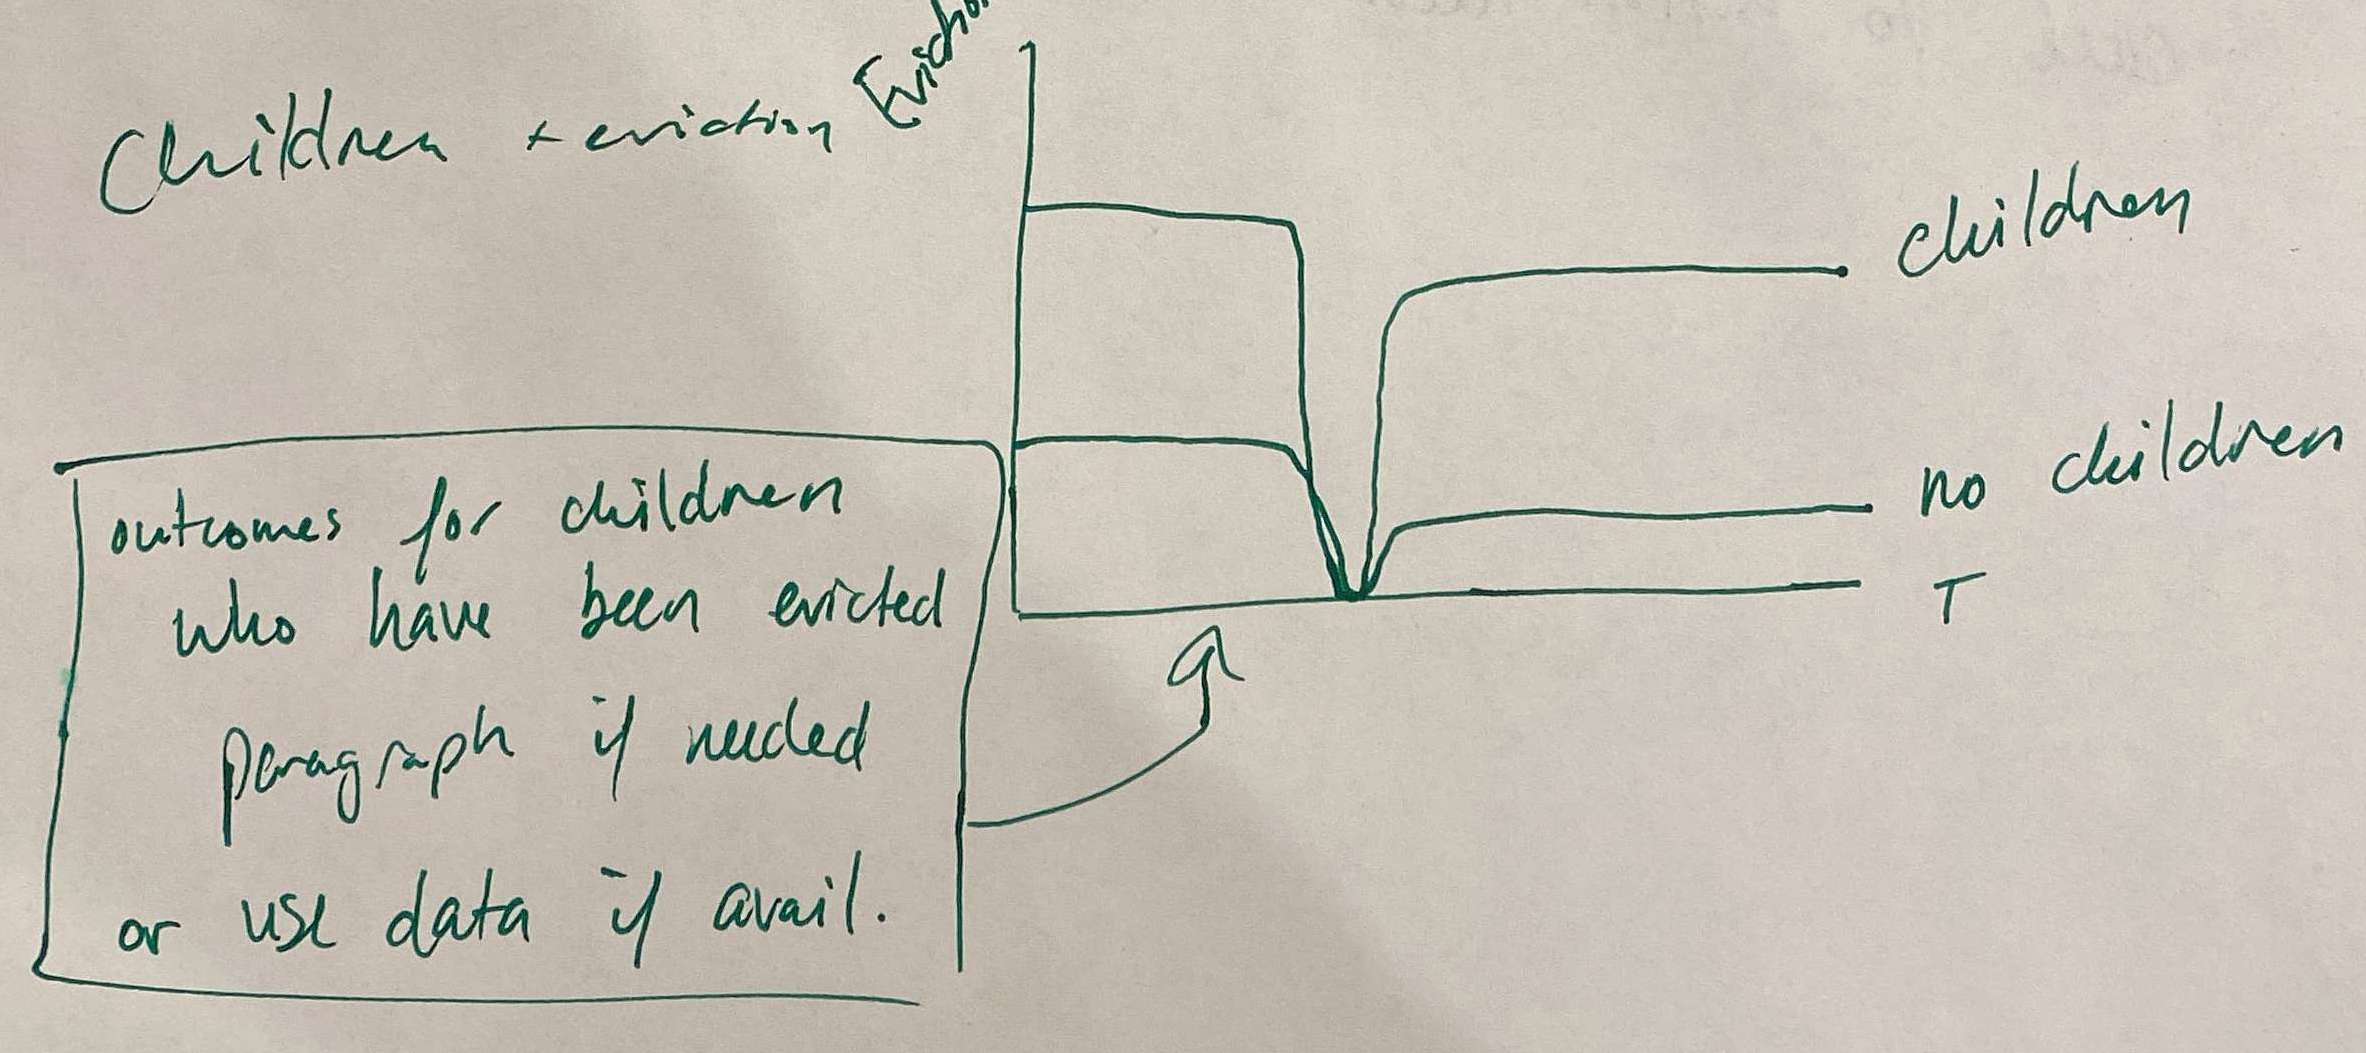 Children + eviction
Eviction
children
no children
T
outcomes for children
who have been evicted
paragraph if needed
or use data if avail.